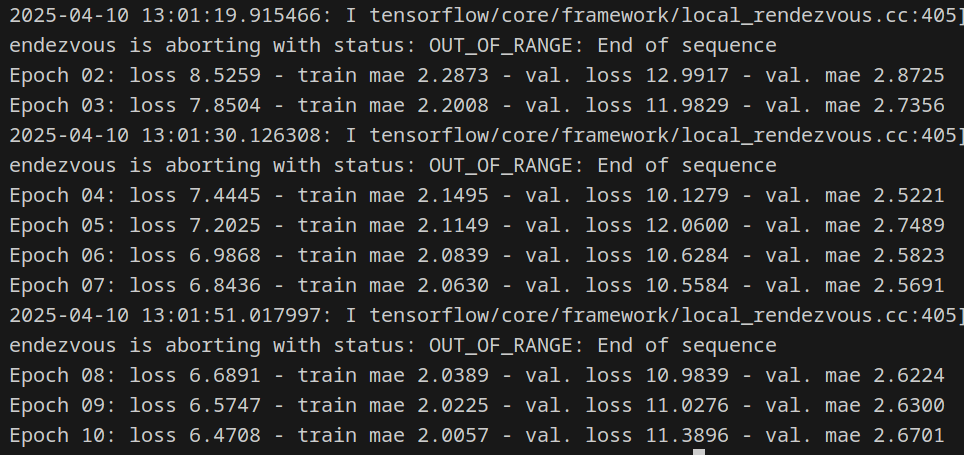 2025-04-10 13:01:19.915466: I tensorflow/core/framework/local_rendezvous.cc:405]
endezvous is aborting with status: OUT_OF_RANGE: End of sequence
Epoch 02: loss 8.5259 - train mae 2.2873 - val. loss 12.9917 - val. mae 2.8725
Epoch 03: loss 7.8504 - train mae 2.2008 - val. loss 11.9829 - val. mae 2.7356
2025-04-10 13:01:30.126308: I tensorflow/core/framework/local_rendezvous.cc:405]
endezvous is aborting with status: OUT_OF_RANGE: End of sequence
Epoch 04: loss 7.4445 - train mae 2.1495 - val. loss 10.1279 - val. mae 2.5221
Epoch 05: loss 7.2025 - train mae 2.1149 - val. loss 12.0600 - val. mae 2.7489
Epoch 06: loss 6.9868 - train mae 2.0839 - val. loss 10.6284 - val. mae 2.5823
Epoch 07: loss 6.8436 - train mae 2.0630 - val. loss 10.5584 - val. mae 2.5691
2025-04-10 13:01:51.017997: I tensorflow/core/framework/local_rendezvous.cc:405]
endezvous is aborting with status: OUT_OF_RANGE: End of sequence
Epoch 08: loss 6.6891 - train mae 2.0389 - val. loss 10.9839 - val. mae 2.6224
Epoch 09: loss 6.5747 - train mae 2.0225 - val. loss 11.0276 - val. mae 2.6300
Epoch 10: loss 6.4708 - train mae 2.0057 - val. loss 11.3896 - val. mae 2.6701